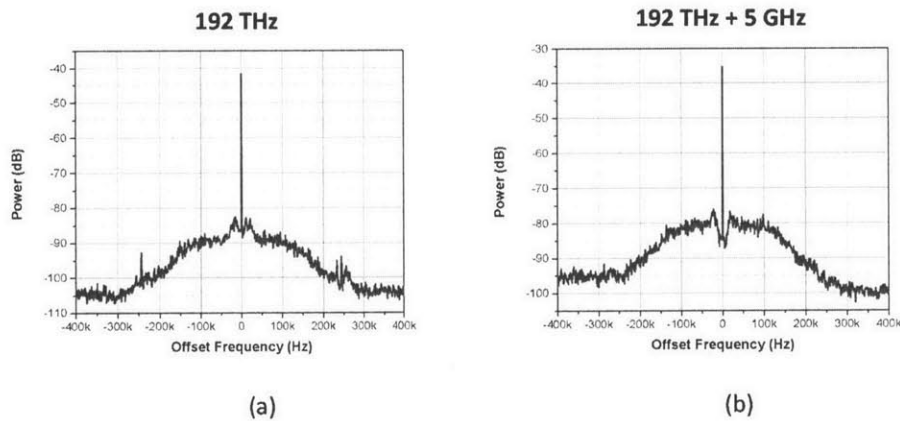 192 THz
192 THz + 5 GHz
Power (dB)
-40
-50
-60
-70
-80
-90
-100
-110
-400k -300k -200k -100k 0 100k 200k 300k 400k
Offset Frequency (Hz)
(a)
Power (dB)
-30
-40
-50
-60
-70
-80
-90
-100
-400k -300k -200k -100k 0 100k 200k 300k 400k
Offset Frequency (Hz)
(b)